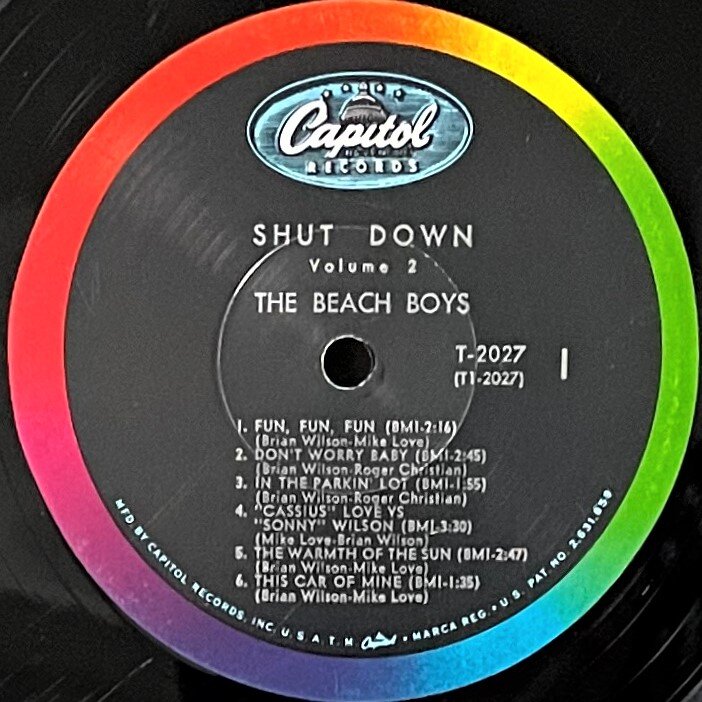 Capitol
RECORDS
SHUT DOWN
Volume 2
THE BEACH BOYS
T-2027
(T1-2027)
1
1. FUN, FUN, FUN (BMI-2:16)
(Brian Wilson-Mike Love)
2. DON'T WORRY BABY (BMI-2:45)
(Brian Wilson-Roger Christian)
3. IN THE PARKIN' LOT (BMI-1:55)
(Brian Wilson-Roger Christian)
4. "CASSIUS" LOVE VS
"SONNY" WILSON (BMI-3:30)
(Mike Love-Brian Wilson)
5. THE WARMTH OF THE SUN (BMI-2:47)
(Brian Wilson-Mike Love)
6. THIS CAR OF MINE (BMI-1:35)
(Brian Wilson-Mike Love)
MFD BY CAPITOL RECORDS, INC. U.S.A. T.M. Capitol • MARCA REG. • U.S. PAT. NO. 2,631,859